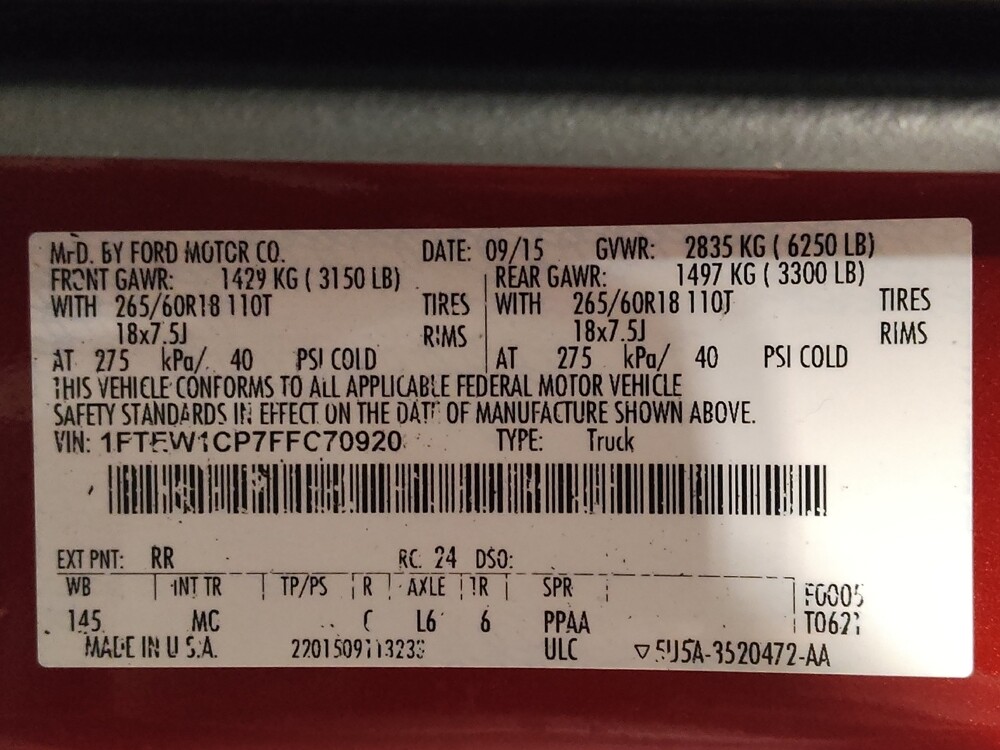 MFD. BY FORD MOTOR CO. DATE: 09/15 GVWR: 2835 KG ( 6250 LB)
FRONT GAWR: 1429 KG ( 3150 LB) REAR GAWR: 1497 KG ( 3300 LB)
WITH 265/60R18 110T TIRES WITH 265/60R18 110T TIRES
18x7.5J RIMS 18x7.5J RIMS
AT 275 kPa/ 40 PSI COLD AT 275 kPa/ 40 PSI COLD
THIS VEHICLE CONFORMS TO ALL APPLICABLE FEDERAL MOTOR VEHICLE
SAFETY STANDARDS IN EFFECT ON THE DATE OF MANUFACTURE SHOWN ABOVE.
VIN: 1FTEW1CP7FFC70920 TYPE: Truck
EXT PNT: RR RC: 24 DSO:
WB INT TR TP/PS R AXLE TR SPR F0005
145 MC L6 6 PPAA
MADE IN U.S.A. ULC